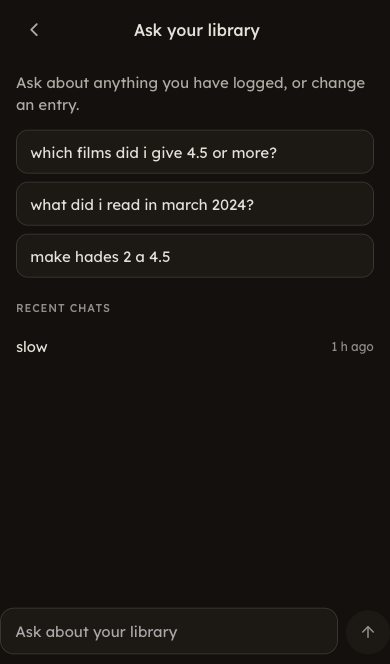 Ask your library
Ask about anything you have logged, or change
an entry.
which films did i give 4.5 or more?
what did i read in march 2024?
make hades 2 a 4.5
RECENT CHATS
slow
1 h ago
Ask about your library